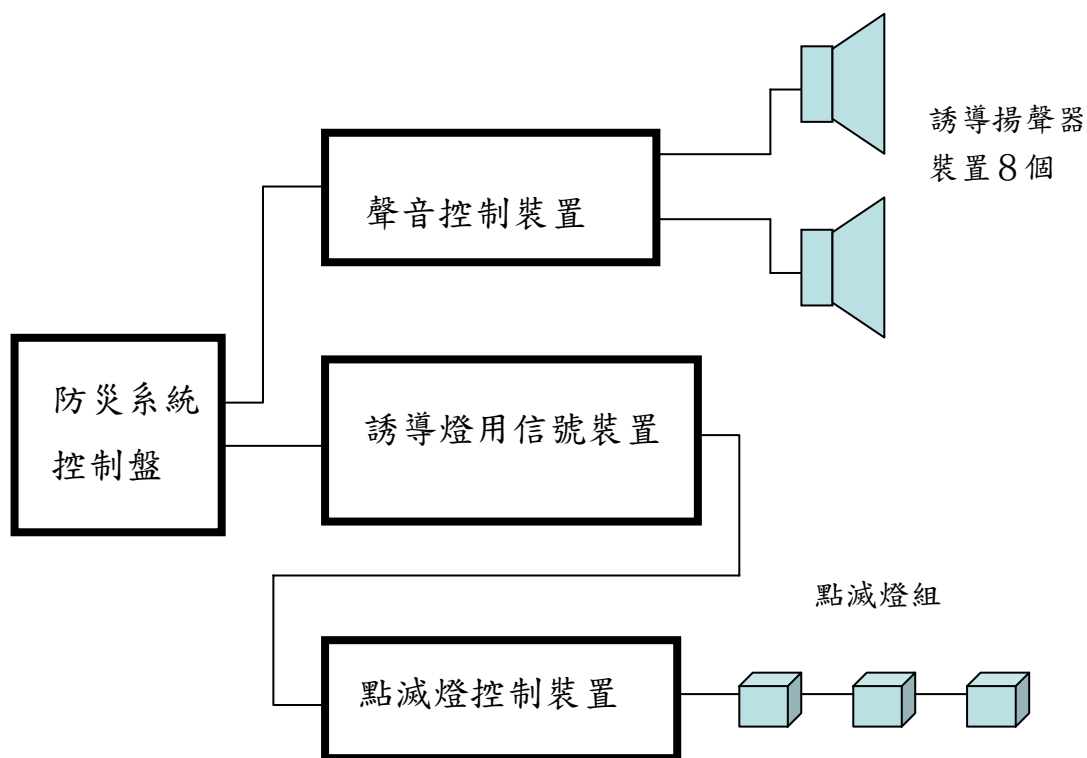 誘導揚聲器
裝置8個
聲音控制裝置
防災系統
控制盤
誘導燈用信號裝置
點滅燈組
點滅燈控制裝置